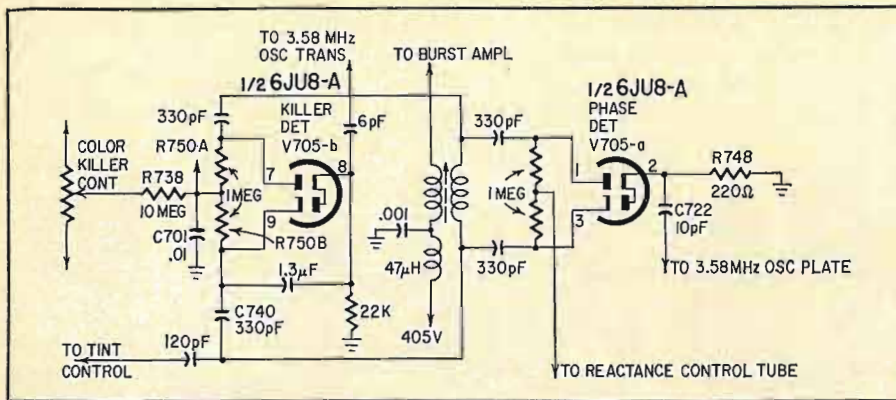 TO 3.58 MHz
OSC TRANS
TO BURST AMPL
1/2 6JU8-A
KILLER
DET
V705-b
330pF
6pF
1/2 6JU8-A
PHASE
DET
V705-a
330pF
COLOR
KILLER
CONT
R750-A
R738
10 MEG
1MEG
7
8
9
C701
.01
R750B
1.3μF
C740
330pF
22K
120pF
TO TINT
CONTROL
.001
47μH
405V
1 MEG
1
2
3
330pF
R748
220Ω
C722
10pF
TO 3.58MHz OSC PLATE
TO REACTANCE CONTROL TUBE